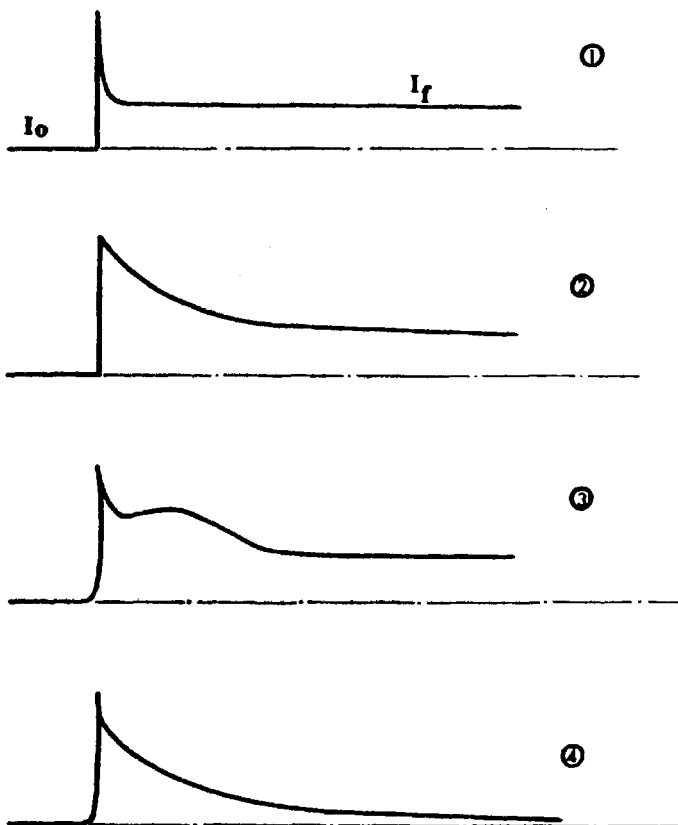 ①
I_f
I_o
②
③
④